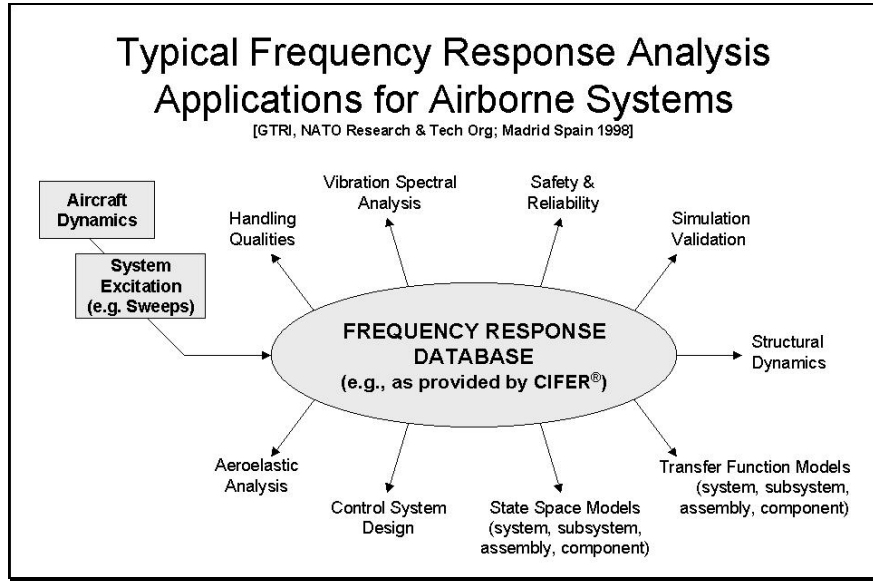 Typical Frequency Response Analysis
Applications for Airborne Systems
[GTRI, NATO Research & Tech Org; Madrid Spain 1998]
Aircraft
Dynamics
System
Excitation
(e.g. Sweeps)
Handling
Qualities
Vibration Spectral
Analysis
Safety &
Reliability
Simulation
Validation
FREQUENCY RESPONSE
DATABASE
(e.g., as provided by CIFER®)
Structural
Dynamics
Aeroelastic
Analysis
Control System
Design
State Space Models
(system, subsystem,
assembly, component)
Transfer Function Models
(system, subsystem,
assembly, component)